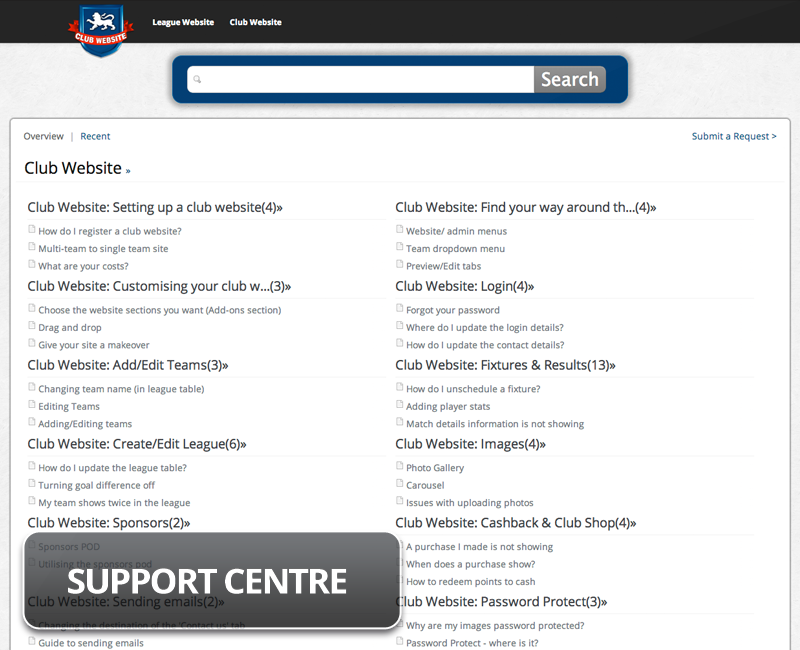 CLUB WEBSITE
League Website Club Website
Search
Overview | Recent
Submit a Request >
Club Website »
Club Website: Setting up a club website(4)»
How do I register a club website?
Multi-team to single team site
What are your costs?
Club Website: Customising your club w...(3)»
Choose the website sections you want (Add-ons section)
Drag and drop
Give your site a makeover
Club Website: Add/Edit Teams(3)»
Changing team name (in league table)
Editing Teams
Adding/Editing teams
Club Website: Create/Edit League(6)»
How do I update the league table?
Turning goal difference off
My team shows twice in the league
Club Website: Sponsors(2)»
Sponsors POD
Utilising the sponsors pod
SUPPORT CENTRE
Club Website: Sending emails(2)»
Changing the destination of the 'Contact us' tab
Guide to sending emails
Club Website: Find your way around th...(4)»
Website/ admin menus
Team dropdown menu
Preview/Edit tabs
Club Website: Login(4)»
Forgot your password
Where do I update the login details?
How do I update the contact details?
Club Website: Fixtures & Results(13)»
How do I unschedule a fixture?
Adding player stats
Match details information is not showing
Club Website: Images(4)»
Photo Gallery
Carousel
Issues with uploading photos
Club Website: Cashback & Club Shop(4)»
A purchase I made is not showing
When does a purchase show?
How to redeem points to cash
Club Website: Password Protect(3)»
Why are my images password protected?
Password Protect - where is it?